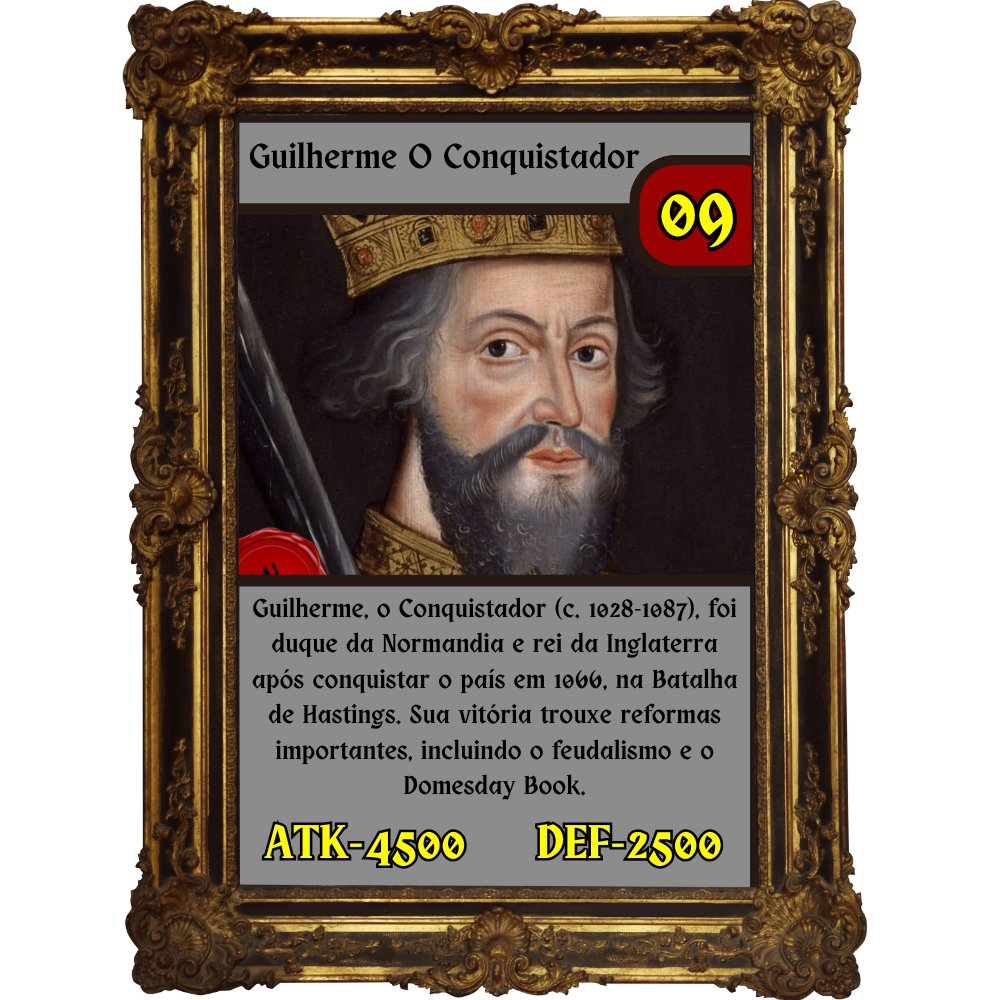 Guilherme O Conquistador
09
Guilherme, o Conquistador (c. 1028-1087), foi
duque da Normandia e rei da Inglaterra
após conquistar o país em 1066, na Batalha
de Hastings. Sua vitória trouxe reformas
importantes, incluindo o feudalismo e o
Domesday Book.
ATK-4500 DEF-2500